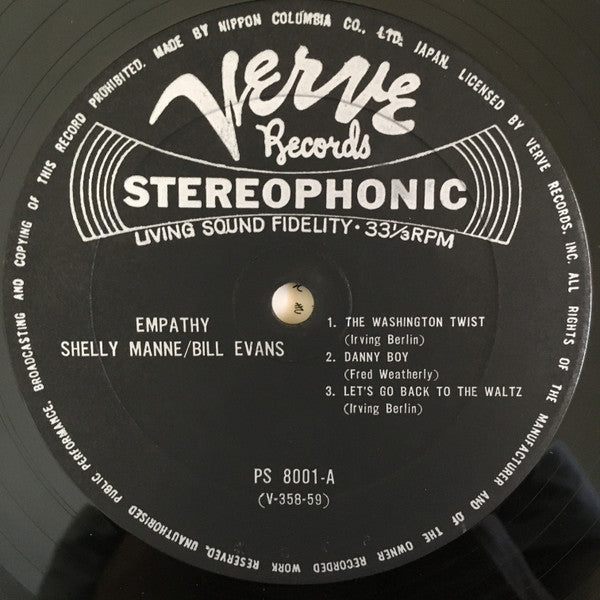 MADE BY NIPPON COLUMBIA CO., LTD. JAPAN. LICENSED BY VERVE RECORDS, INC. ALL RIGHTS OF THE MANUFACTURER AND OF THE OWNER RECORDED WORK RESERVED, UNAUTHORISED PUBLIC PERFORMANCE, BROADCASTING AND COPYING OF THIS RECORD PROHIBITED.
Verve
Records
STEREOPHONIC
LIVING SOUND FIDELITY • 33⅓RPM
EMPATHY
SHELLY MANNE/BILL EVANS
1. THE WASHINGTON TWIST
(Irving Berlin)
2. DANNY BOY
(Fred Weatherly)
3. LET'S GO BACK TO THE WALTZ
(Irving Berlin)
PS 8001-A
(V-358-59)